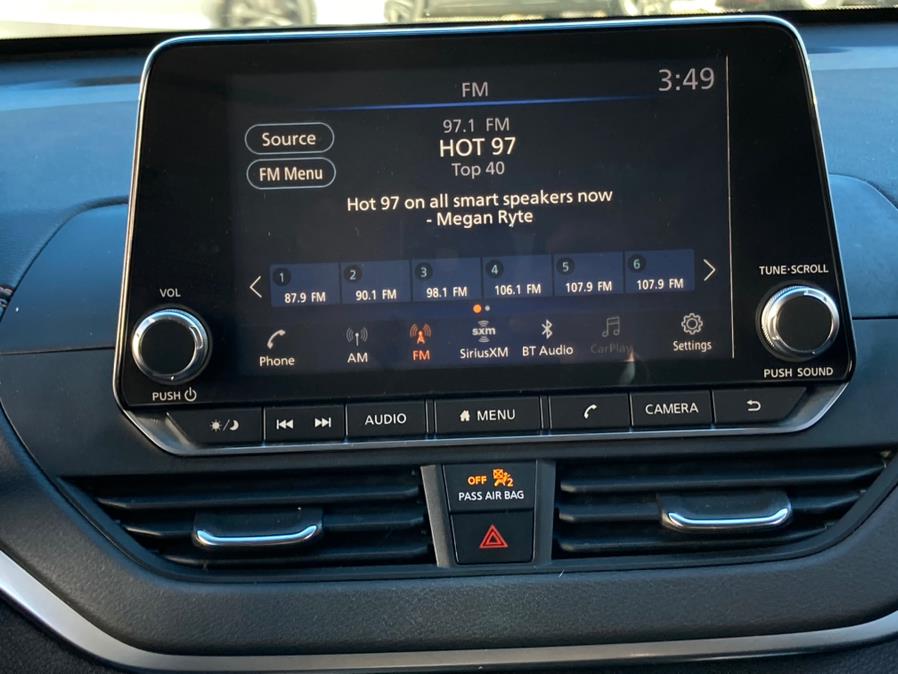 FM
3:49
Source
97.1 FM
HOT 97
FM Menu
Top 40
Hot 97 on all smart speakers now
- Megan Ryte
1 2 3 4 5 6
87.9 FM 90.1 FM 98.1 FM 106.1 FM 107.9 FM 107.9 FM
Phone AM FM SiriusXM BT Audio CarPlay Settings
sxm
VOL
PUSH
TUNE·SCROLL
PUSH SOUND
AUDIO MENU CAMERA
OFF 2
PASS AIR BAG